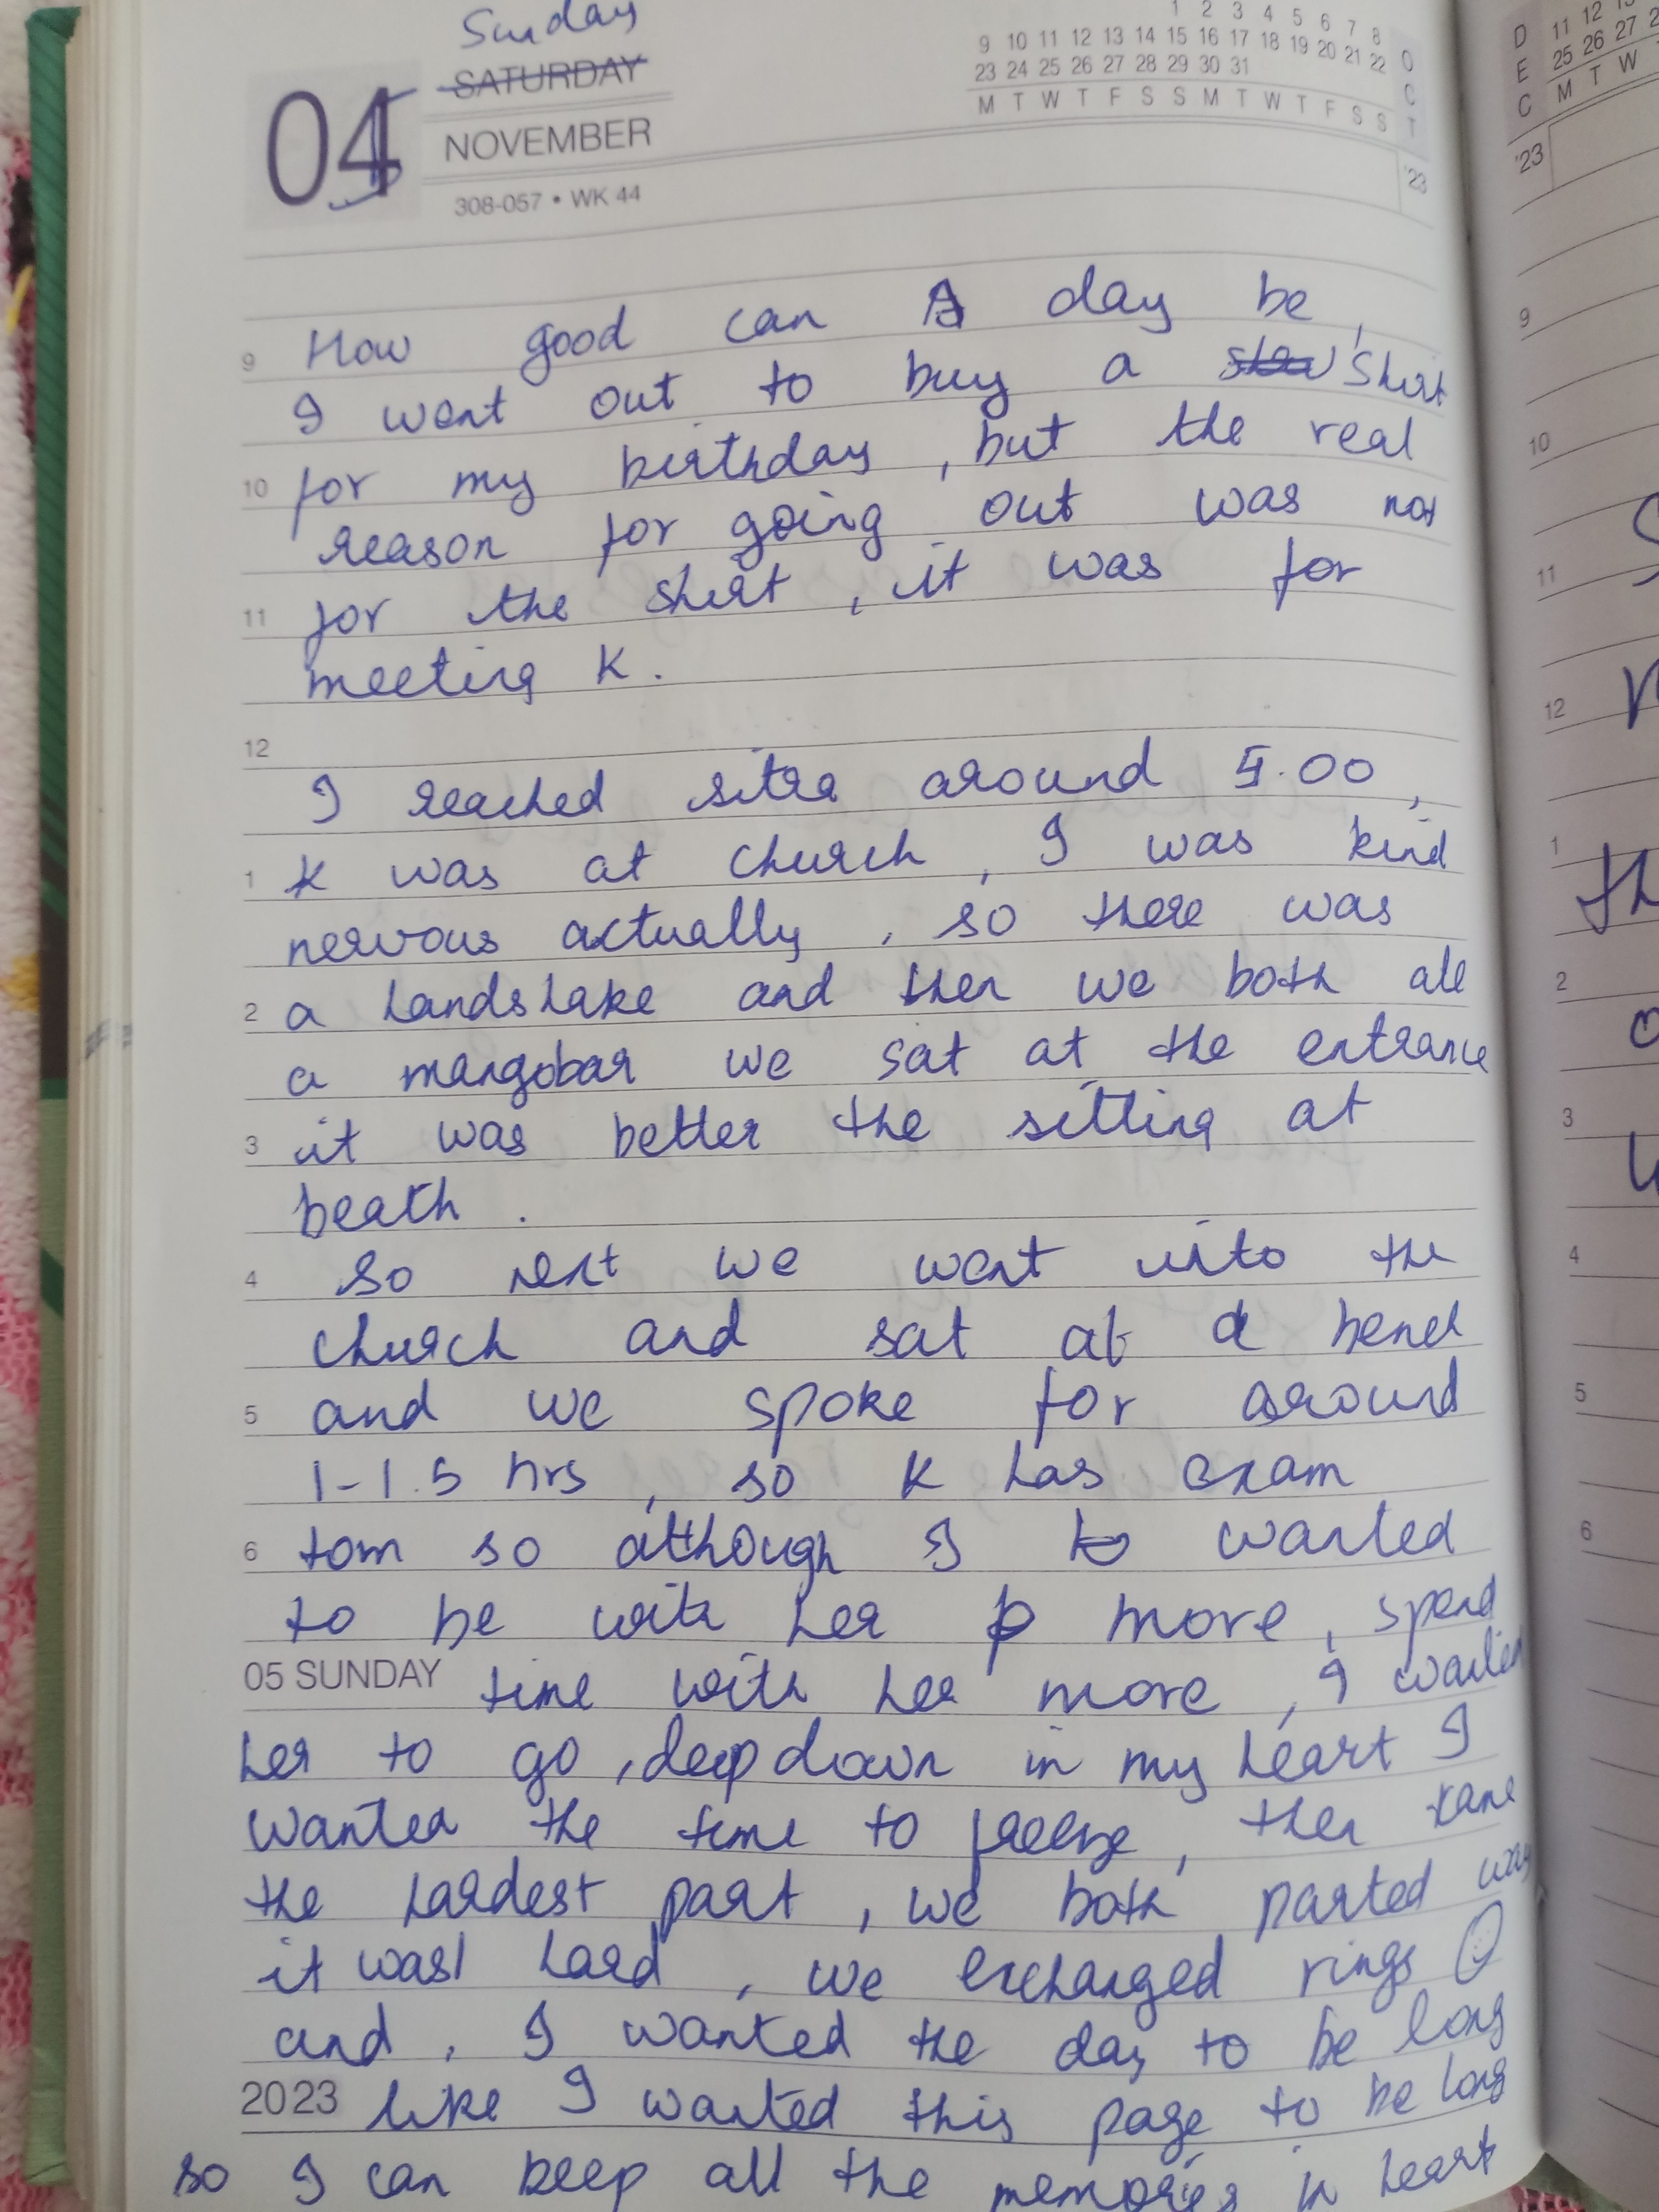 Sunday
SATURDAY
04 5
NOVEMBER
308-057 • WK 44
1 2 3 4 5 6 7 8
9 10 11 12 13 14 15 16 17 18 19 20 21 22
23 24 25 26 27 28 29 30 31
M T W T F S S M T W T F S S
OCT
'23
9 How good can A day be,
I went out to buy a shirt
10 for my birthday, but the real
reason for going out was not
11 for the shirt, it was for
meeting K.
12
I reached sitra around 5.00,
1 K was at church, I was kind
nervous actually, so there was
2 a handshake and then we both ate
a mangobar we sat at the entrance
3 it was better the sitting at
beach.
4 So next we went into the
church and sat at a bench
5 and we spoke for around
1-1.5 hrs, so K has exam
6 tom so although I to wanted
to be with her more, spend
05 SUNDAY time with her more, I wanted
her to go, deep down in my heart I
wanted the time to freeze, then came
the hardest part, we both parted way
it was hard, we exchanged rings
and, I wanted the day to be long
2023 like I wanted this page to be long
so I can keep all the memories in heart
DEC
11 12 13
25 26 27 2
M T W
'23
9
10
11
12
1
2
3
4
5
6